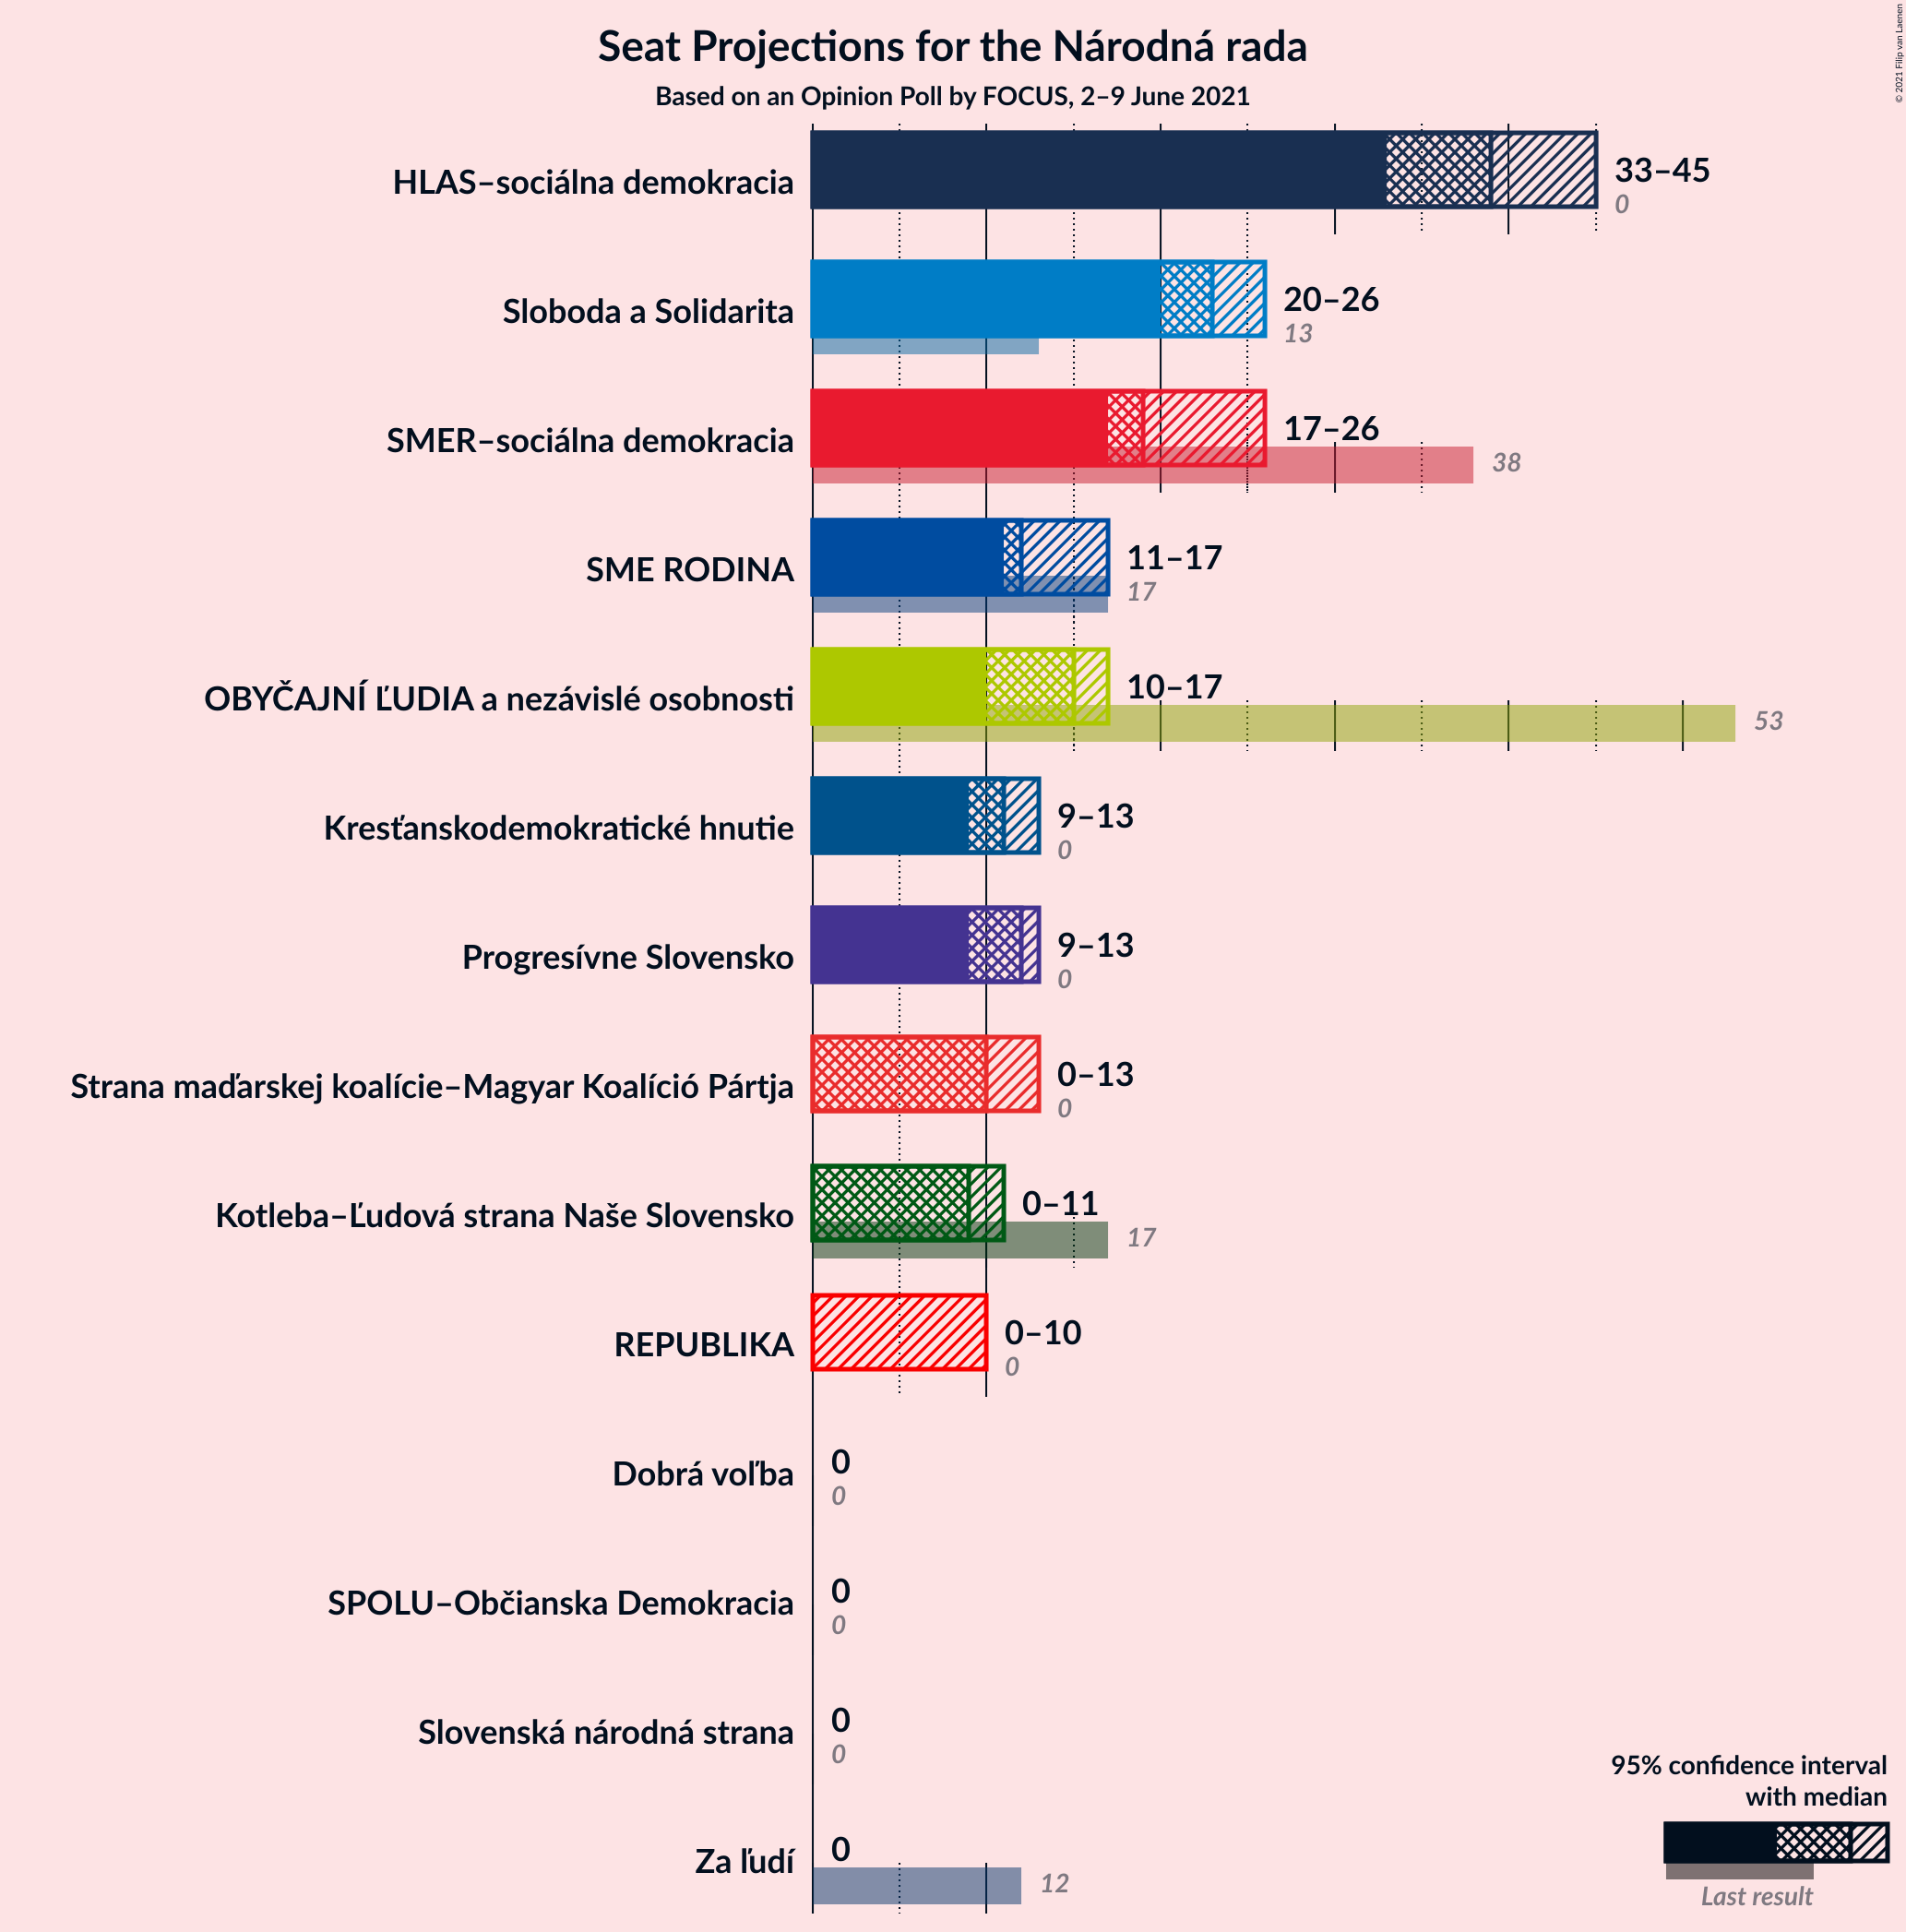 Seat Projections for the Národná rada
Based on an Opinion Poll by FOCUS, 2–9 June 2021
© 2021 Filip van Laenen
HLAS–sociálna demokracia
33–45
0
Sloboda a Solidarita
20–26
13
SMER–sociálna demokracia
17–26
38
SME RODINA
11–17
17
OBYČAJNÍ ĽUDIA a nezávislé osobnosti
10–17
53
Kresťanskodemokratické hnutie
9–13
0
Progresívne Slovensko
9–13
0
Strana maďarskej koalície–Magyar Koalíció Pártja
0–13
0
Kotleba–Ľudová strana Naše Slovensko
0–11
17
REPUBLIKA
0–10
0
Dobrá voľba
0
0
SPOLU–Občianska Demokracia
0
0
Slovenská národná strana
0
0
Za ľudí
0
12
95% confidence interval
with median
Last result